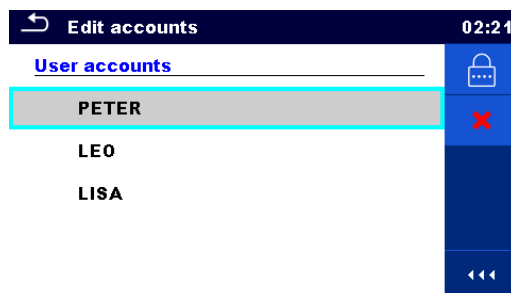 Edit accounts 02:21
User accounts
PETER
LEO
LISA